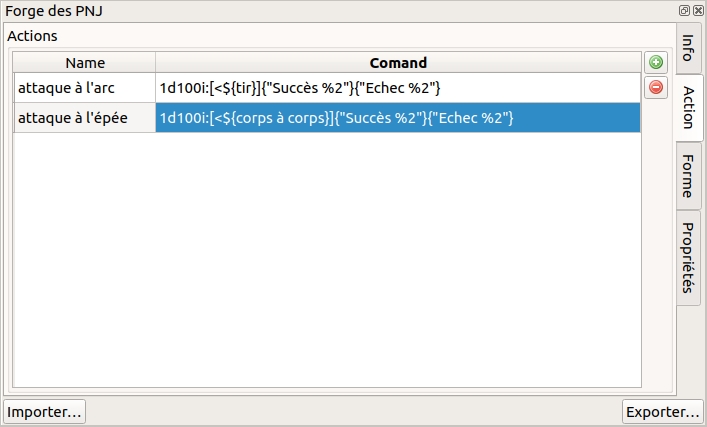 Forge des PNJ
Actions
Name Comand
attaque à l'arc 1d100i:[<${tir}]{"Succès %2"}{"Echec %2"}
attaque à l'épée 1d100i:[<${corps à corps}]{"Succès %2"}{"Echec %2"}
Info
Action
Forme
Propriétés
Importer...
Exporter...